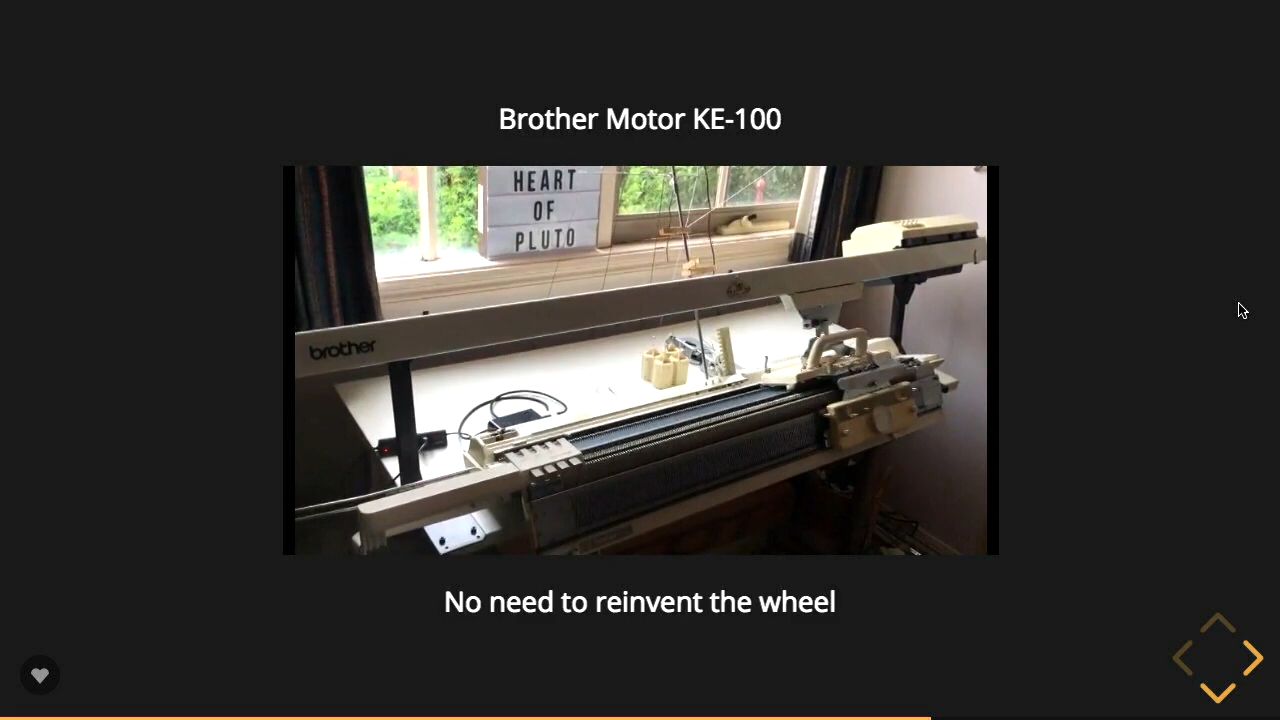 Brother Motor KE-100
HEART
OF
PLUTO
brother
No need to reinvent the wheel